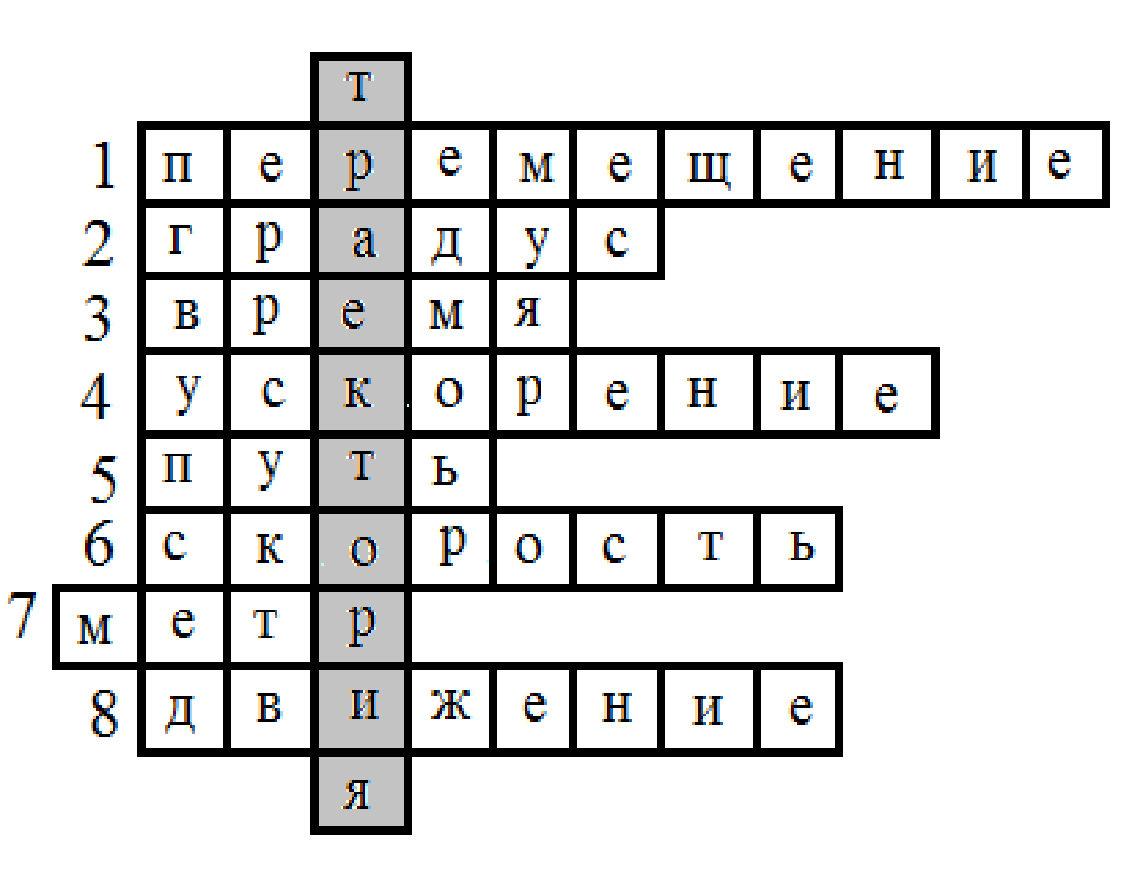 т
1 перемещение
2 градус
3 время
4 ускорение
5 путь
6 скорость
7 метр
8 движение
я